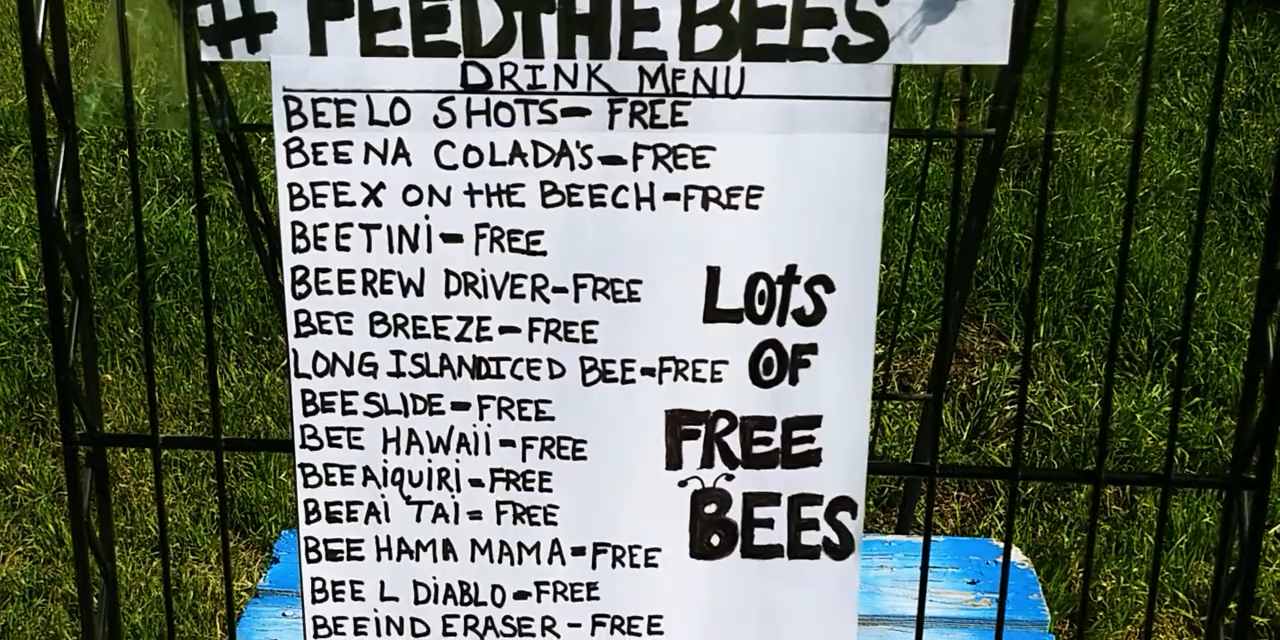 #FEEDTHEBEES
DRINK MENU
BEELO SHOTS- FREE
BEENA COLADA'S-FREE
BEEX ON tHE BEECH-FREE
BEETINi- FREE
BEEREW DRiVER-FREE
BEE BREEZE-FREE
LONG ISLANDICED BEE-FREE
BEESLIDE-FREE
BEE HAWAii-FREE
BEEAiQUIRi-FREE
BEEAi TAi= FREE
BEE HAMA MAMA=FREE
BEE L DiABLO-FREE
BEEIND ERASER-FREE
LOtS
OF
FREE
BEES